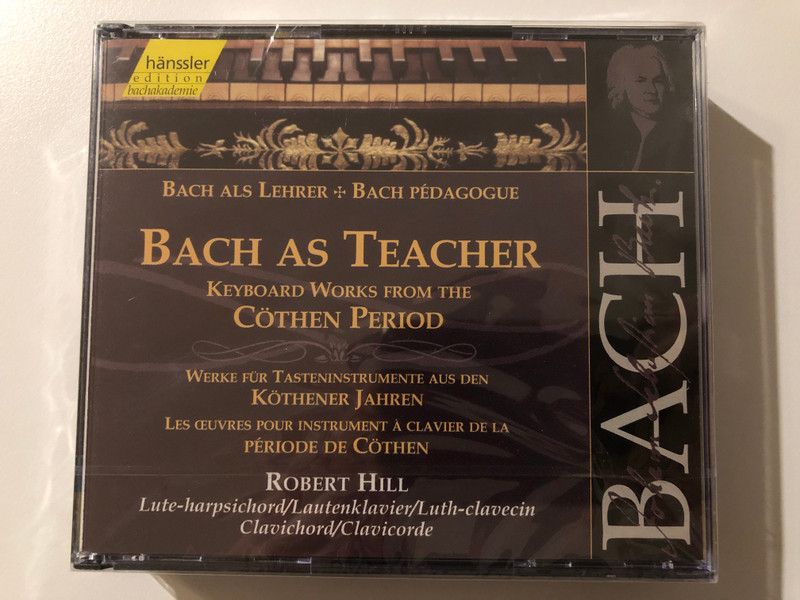 hänssler
edition
bachakademie
BACH ALS LEHRER ✠ BACH PÉDAGOGUE
BACH AS TEACHER
KEYBOARD WORKS FROM THE
CÖTHEN PERIOD
WERKE FÜR TASTENINSTRUMENTE AUS DEN
KÖTHENER JAHREN
LES ŒUVRES POUR INSTRUMENT À CLAVIER DE LA
PÉRIODE DE CÖTHEN
ROBERT HILL
Lute-harpsichord/Lautenklavier/Luth-clavecin
Clavichord/Clavicorde
BACH